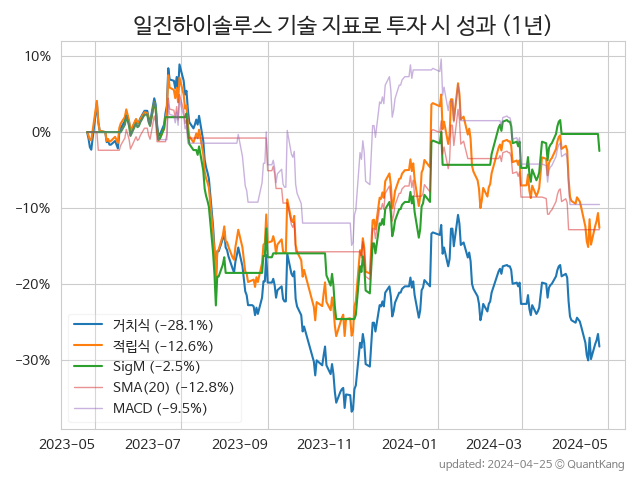 일진하이솔루스 기술 지표로 투자 시 성과 (1년)
10%
0%
−10%
−20%
−30%
거치식 (−28.1%)
적립식 (−12.6%)
SigM (−2.5%)
SMA(20) (−12.8%)
MACD (−9.5%)
2023-05 2023-07 2023-09 2023-11 2024-01 2024-03 2024-05
updated: 2024-04-25 © QuantKang